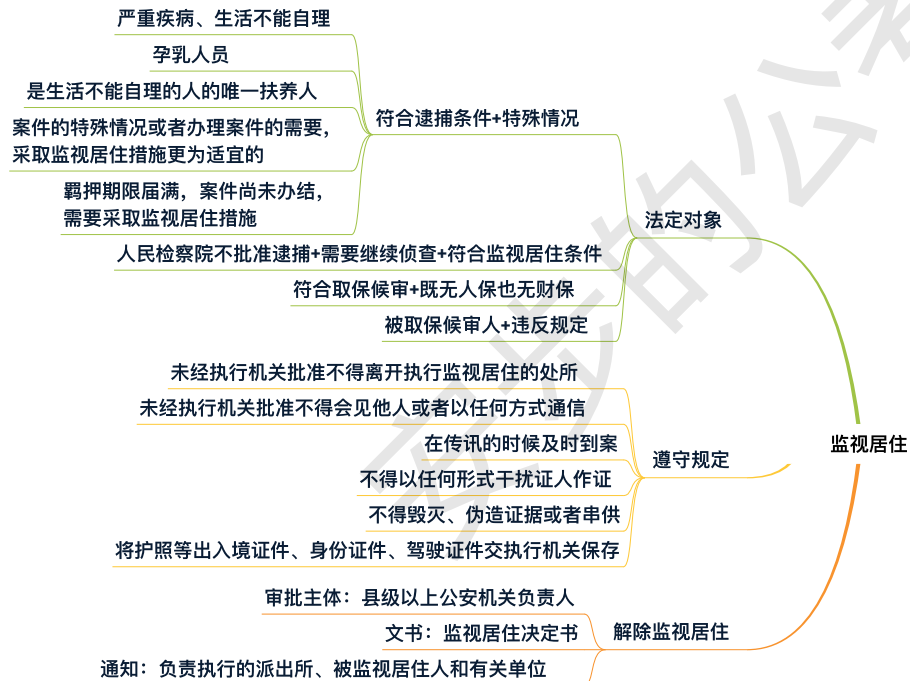 严重疾病、生活不能自理
孕乳人员
是生活不能自理的人的唯一扶养人
案件的特殊情况或者办理案件的需要，
采取监视居住措施更为适宜的
羁押期限届满，案件尚未办结，
需要采取监视居住措施
符合逮捕条件+特殊情况
人民检察院不批准逮捕+需要继续侦查+符合监视居住条件
符合取保候审+既无人保也无财保
被取保候审人+违反规定
法定对象
未经执行机关批准不得离开执行监视居住的处所
未经执行机关批准不得会见他人或者以任何方式通信
在传讯的时候及时到案
不得以任何形式干扰证人作证
不得毁灭、伪造证据或者串供
将护照等出入境证件、身份证件、驾驶证件交执行机关保存
遵守规定
监视居住
审批主体：县级以上公安机关负责人
文书：监视居住决定书
通知：负责执行的派出所、被监视居住人和有关单位
解除监视居住
安步的公考